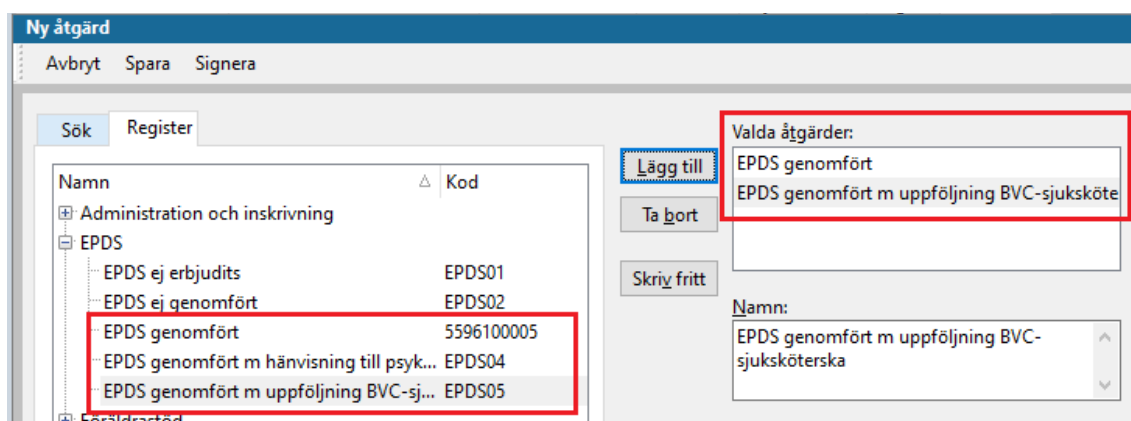 Ny åtgärd
Avbryt Spara Signera
Sök Register
Namn Kod
Administration och inskrivning
EPDS
EPDS ej erbjudits EPDS01
EPDS ej genomfört EPDS02
EPDS genomfört 5596100005
EPDS genomfört m hänvisning till psyk... EPDS04
EPDS genomfört m uppföljning BVC-sj... EPDS05
Föräldrastöd
Lägg till
Ta bort
Skriv fritt
Valda åtgärder:
EPDS genomfört
EPDS genomfört m uppföljning BVC-sjuksköte
Namn:
EPDS genomfört m uppföljning BVC-
sjuksköterska